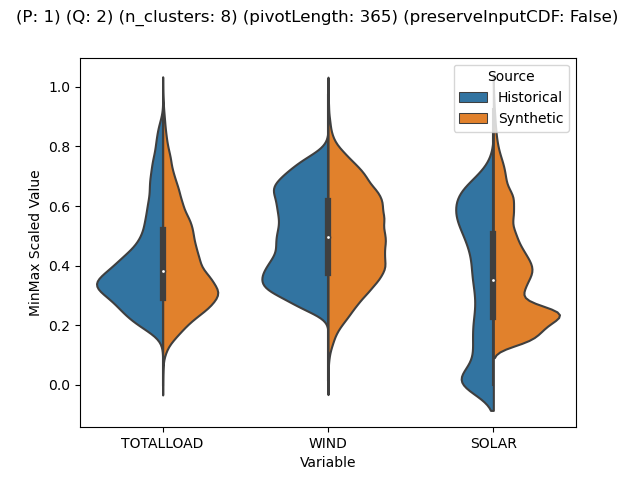 (P: 1) (Q: 2) (n_clusters: 8) (pivotLength: 365) (preserveInputCDF: False)
Source
Historical
Synthetic
1.0
0.8
0.6
0.4
0.2
0.0
MinMax Scaled Value
TOTALLOAD WIND SOLAR
Variable